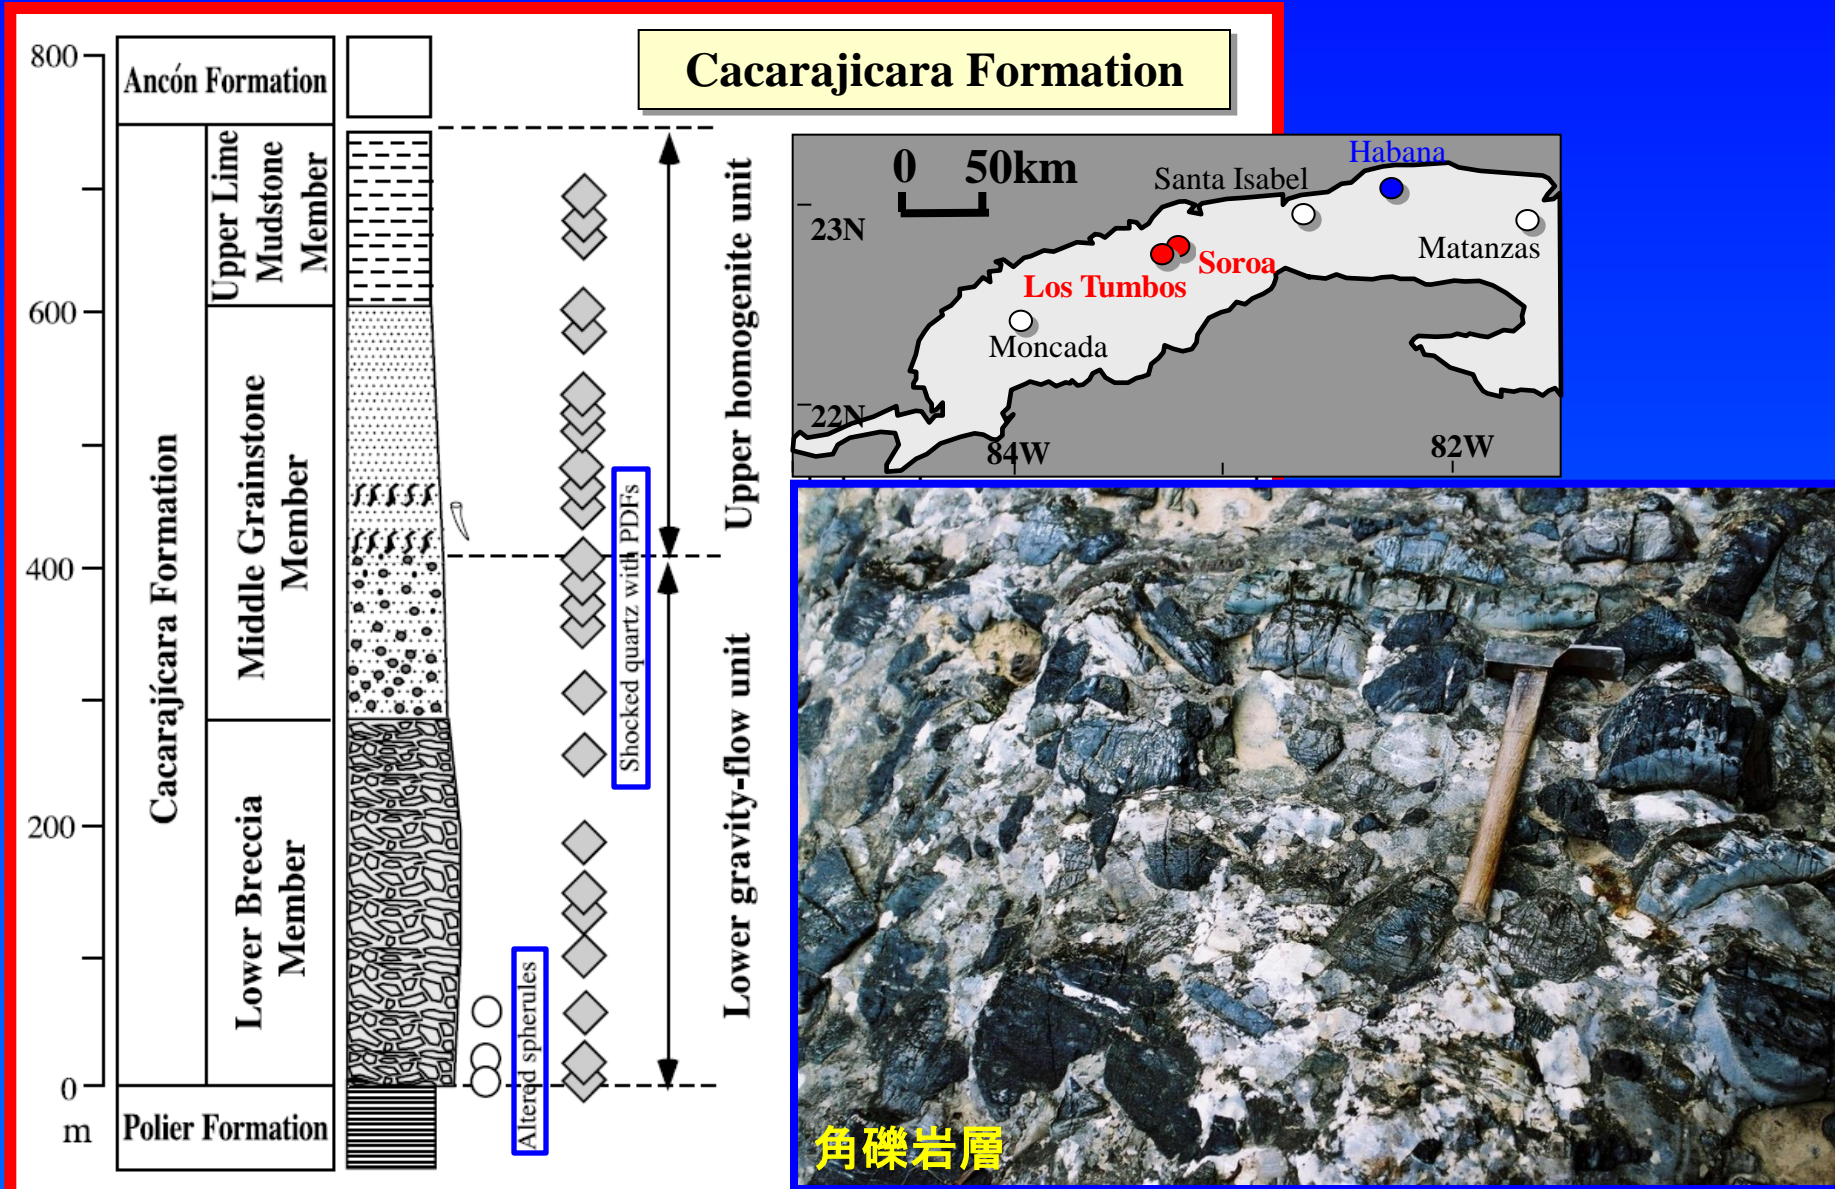 Cacarajicara Formation
800
600
400
200
0
m
Ancón Formation
Cacarajícara Formation
Upper Lime
Mudstone
Member
Middle Grainstone
Member
Lower Breccia
Member
Polier Formation
Altered spherules
Shocked quartz with PDFs
Upper homogenite unit
Lower gravity-flow unit
0 50km
Habana
Santa Isabel
23N
Matanzas
Soroa
Los Tumbos
Moncada
22N
84W
82W
角礫岩層